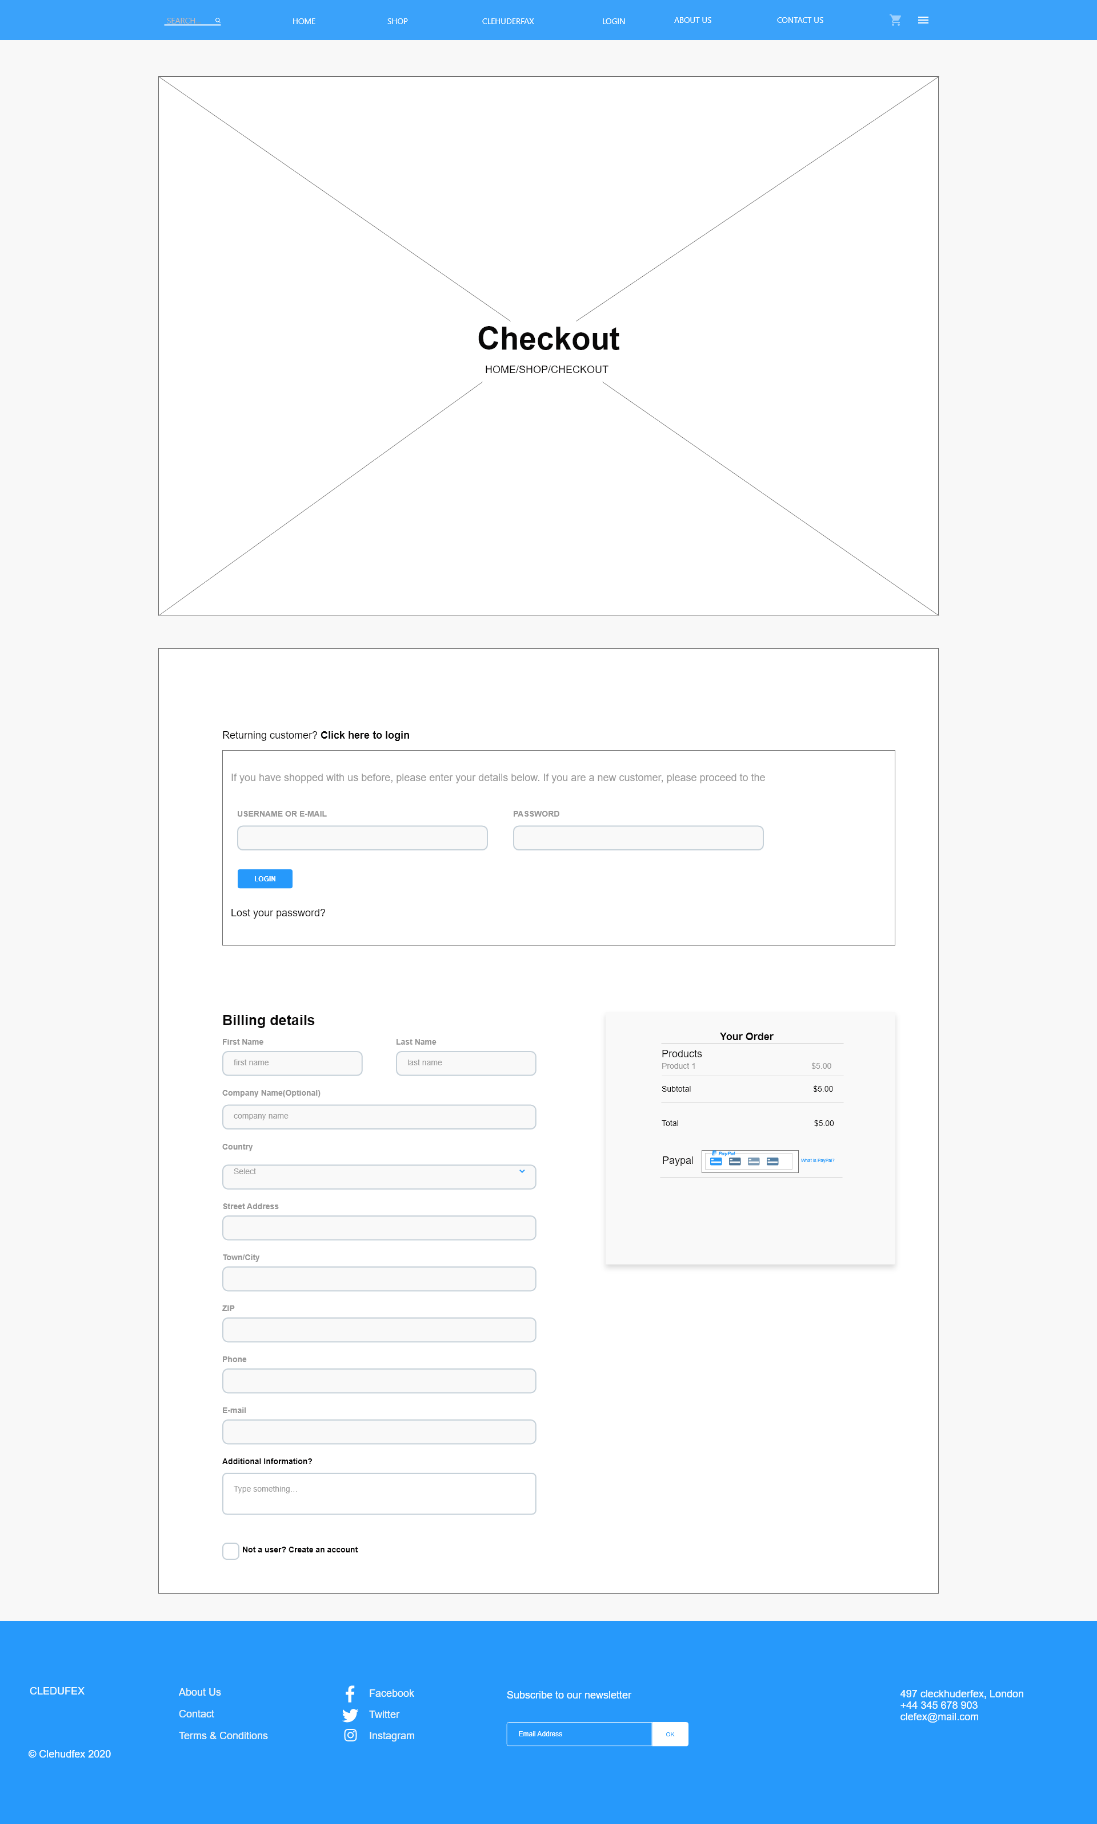 SEARCH
HOME
SHOP
CLEHUDERFAX
LOGIN
ABOUT US
CONTACT US
Checkout
HOME/SHOP/CHECKOUT
Returning customer? Click here to login
If you have shopped with us before, please enter your details below. If you are a new customer, please proceed to the
USERNAME OR E-MAIL
PASSWORD
LOGIN
Lost your password?
Billing details
First Name
Last Name
first name
last name
Company Name(Optional)
company name
Country
Select
Street Address
Town/City
ZIP
Phone
E-mail
Additional Information?
Type something...
Not a user? Create an account
Your Order
Products
Product 1 $5.00
Subtotal $5.00
Total $5.00
Paypal
PayPal
What is PayPal?
CLEDUFEX
© Clehudfex 2020
About Us
Contact
Terms & Conditions
Facebook
Twitter
Instagram
Subscribe to our newsletter
Email Address
OK
497 cleckhuderfex, London
+44 345 678 903
clefex@mail.com